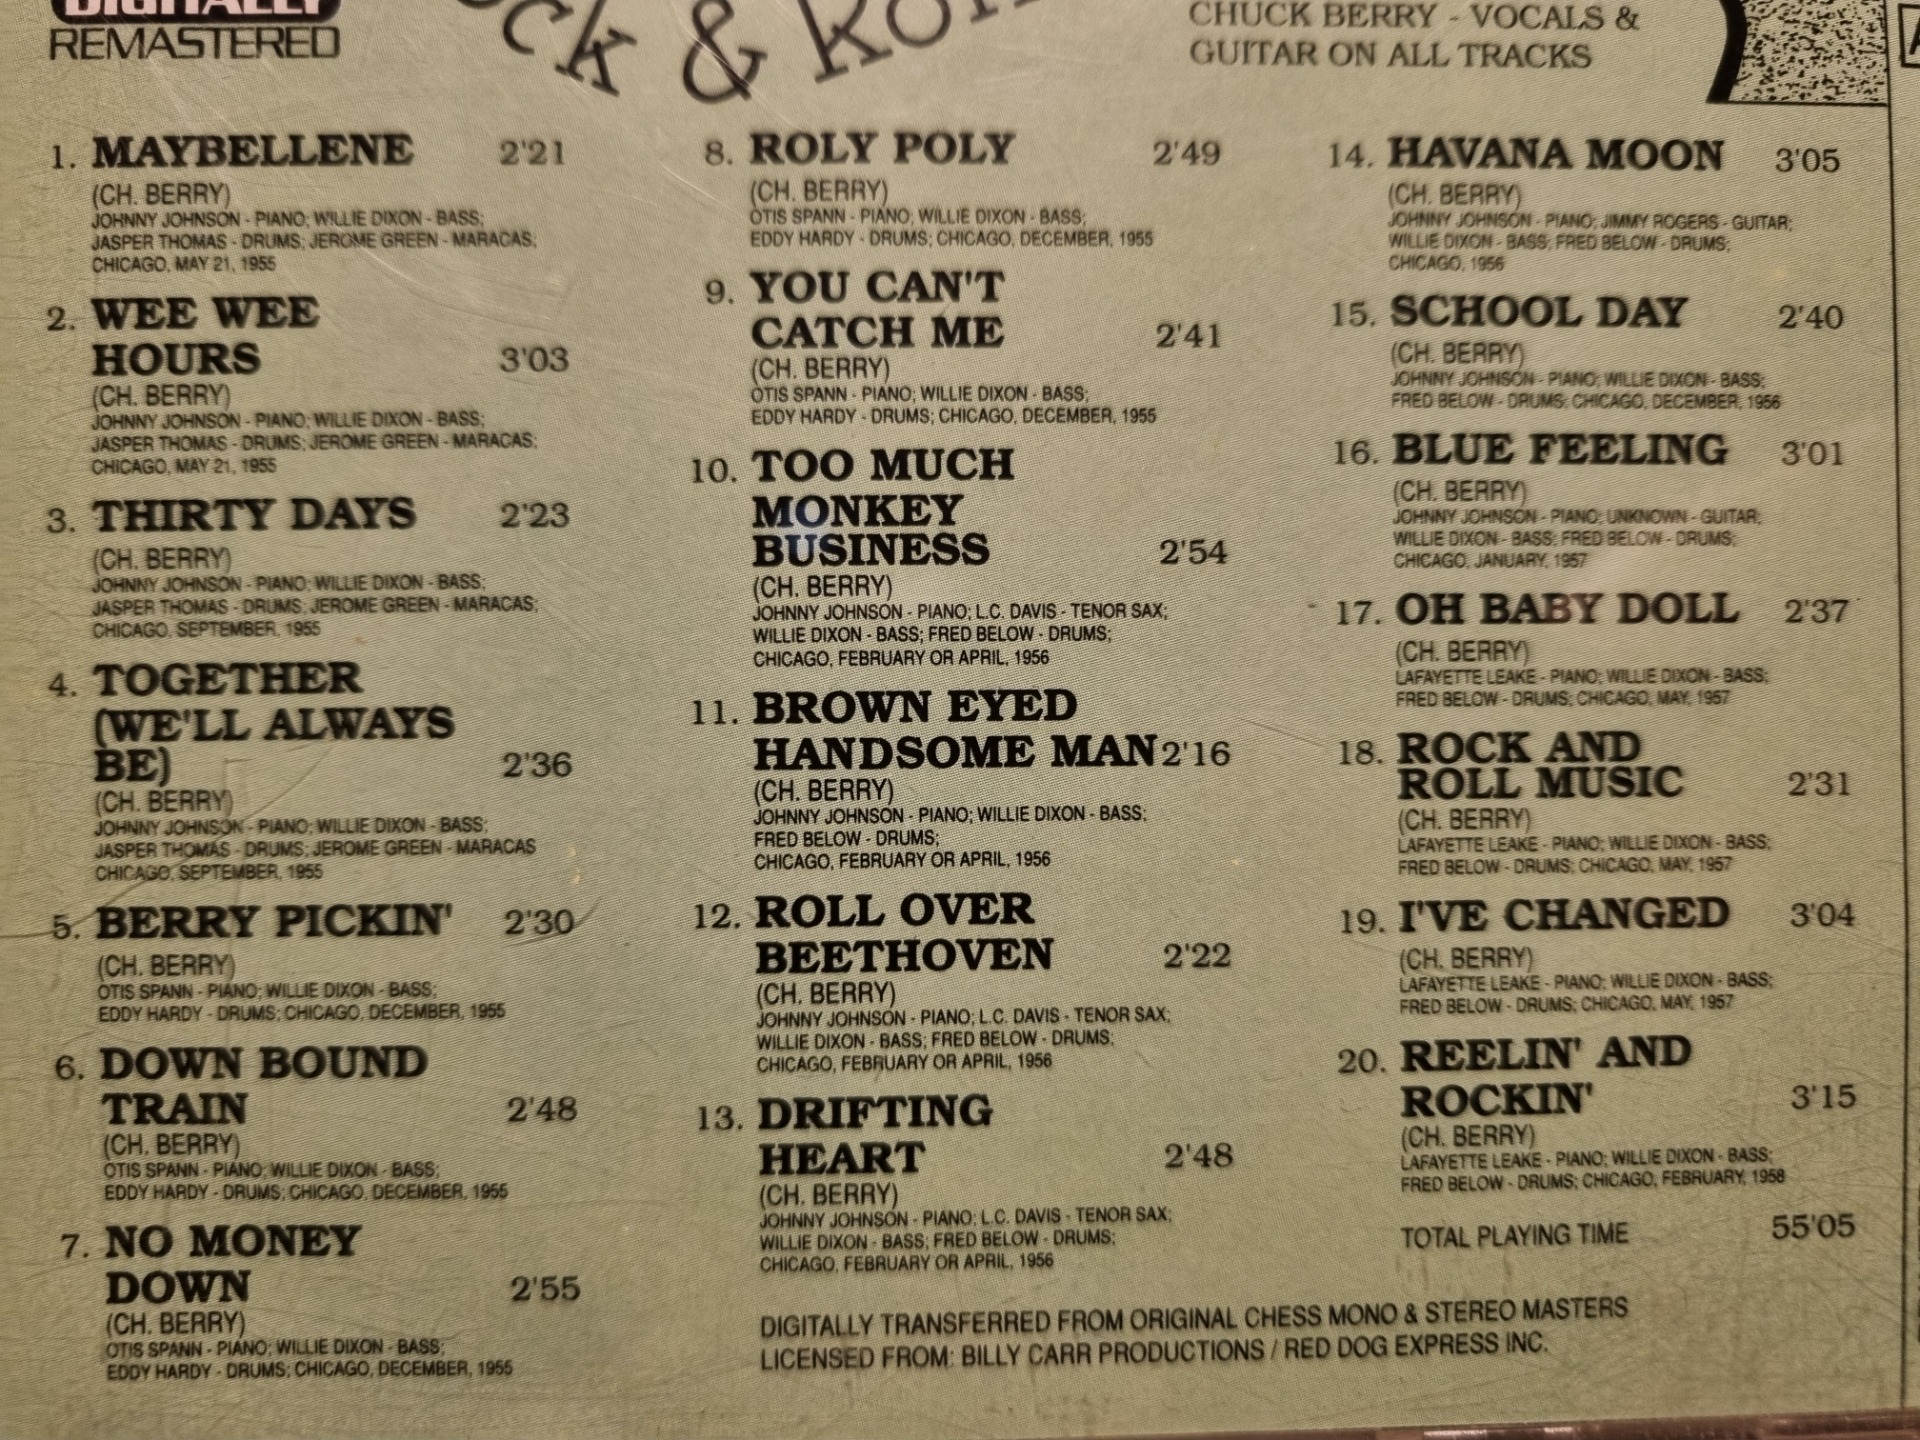 DIGITALLY
REMASTERED
ck & Roll
CHUCK BERRY - VOCALS &
GUITAR ON ALL TRACKS
1. MAYBELLENE 2'21
(CH. BERRY)
JOHNNY JOHNSON - PIANO; WILLIE DIXON - BASS;
JASPER THOMAS - DRUMS; JEROME GREEN - MARACAS;
CHICAGO, MAY 21, 1955
2. WEE WEE
HOURS 3'03
(CH. BERRY)
JOHNNY JOHNSON - PIANO; WILLIE DIXON - BASS;
JASPER THOMAS - DRUMS; JEROME GREEN - MARACAS;
CHICAGO, MAY 21, 1955
3. THIRTY DAYS 2'23
(CH. BERRY)
JOHNNY JOHNSON - PIANO; WILLIE DIXON - BASS;
JASPER THOMAS - DRUMS; JEROME GREEN - MARACAS;
CHICAGO, SEPTEMBER, 1955
4. TOGETHER
(WE'LL ALWAYS
BE) 2'36
(CH. BERRY)
JOHNNY JOHNSON - PIANO; WILLIE DIXON - BASS;
JASPER THOMAS - DRUMS; JEROME GREEN - MARACAS
CHICAGO, SEPTEMBER, 1955
5. BERRY PICKIN' 2'30
(CH. BERRY)
OTIS SPANN - PIANO; WILLIE DIXON - BASS;
EDDY HARDY - DRUMS; CHICAGO, DECEMBER, 1955
6. DOWN BOUND
TRAIN 2'48
(CH. BERRY)
OTIS SPANN - PIANO; WILLIE DIXON - BASS;
EDDY HARDY - DRUMS; CHICAGO, DECEMBER, 1955
7. NO MONEY
DOWN 2'55
(CH. BERRY)
OTIS SPANN - PIANO; WILLIE DIXON - BASS;
EDDY HARDY - DRUMS; CHICAGO, DECEMBER, 1955
8. ROLY POLY 2'49
(CH. BERRY)
OTIS SPANN - PIANO; WILLIE DIXON - BASS;
EDDY HARDY - DRUMS; CHICAGO, DECEMBER, 1955
9. YOU CAN'T
CATCH ME 2'41
(CH. BERRY)
OTIS SPANN - PIANO; WILLIE DIXON - BASS;
EDDY HARDY - DRUMS; CHICAGO, DECEMBER, 1955
10. TOO MUCH
MONKEY
BUSINESS 2'54
(CH. BERRY)
JOHNNY JOHNSON - PIANO; L.C. DAVIS - TENOR SAX;
WILLIE DIXON - BASS; FRED BELOW - DRUMS;
CHICAGO, FEBRUARY OR APRIL, 1956
11. BROWN EYED
HANDSOME MAN 2'16
(CH. BERRY)
JOHNNY JOHNSON - PIANO; WILLIE DIXON - BASS;
FRED BELOW - DRUMS;
CHICAGO, FEBRUARY OR APRIL, 1956
12. ROLL OVER
BEETHOVEN 2'22
(CH. BERRY)
JOHNNY JOHNSON - PIANO; L.C. DAVIS - TENOR SAX;
WILLIE DIXON - BASS; FRED BELOW - DRUMS;
CHICAGO, FEBRUARY OR APRIL, 1956
13. DRIFTING
HEART 2'48
(CH. BERRY)
JOHNNY JOHNSON - PIANO; L.C. DAVIS - TENOR SAX;
WILLIE DIXON - BASS; FRED BELOW - DRUMS;
CHICAGO, FEBRUARY OR APRIL, 1956
14. HAVANA MOON 3'05
(CH. BERRY)
JOHNNY JOHNSON - PIANO; JIMMY ROGERS - GUITAR;
WILLIE DIXON - BASS; FRED BELOW - DRUMS;
CHICAGO, 1956
15. SCHOOL DAY 2'40
(CH. BERRY)
JOHNNY JOHNSON - PIANO; WILLIE DIXON - BASS;
FRED BELOW - DRUMS; CHICAGO, DECEMBER, 1956
16. BLUE FEELING 3'01
(CH. BERRY)
JOHNNY JOHNSON - PIANO; UNKNOWN - GUITAR;
WILLIE DIXON - BASS; FRED BELOW - DRUMS;
CHICAGO, JANUARY, 1957
17. OH BABY DOLL 2'37
(CH. BERRY)
LAFAYETTE LEAKE - PIANO; WILLIE DIXON - BASS;
FRED BELOW - DRUMS; CHICAGO, MAY, 1957
18. ROCK AND
ROLL MUSIC 2'31
(CH. BERRY)
LAFAYETTE LEAKE - PIANO; WILLIE DIXON - BASS;
FRED BELOW - DRUMS; CHICAGO, MAY, 1957
19. I'VE CHANGED 3'04
(CH. BERRY)
LAFAYETTE LEAKE - PIANO; WILLIE DIXON - BASS;
FRED BELOW - DRUMS; CHICAGO, MAY, 1957
20. REELIN' AND
ROCKIN' 3'15
(CH. BERRY)
LAFAYETTE LEAKE - PIANO; WILLIE DIXON - BASS;
FRED BELOW - DRUMS; CHICAGO, FEBRUARY, 1958
TOTAL PLAYING TIME 55'05
DIGITALLY TRANSFERRED FROM ORIGINAL CHESS MONO & STEREO MASTERS
LICENSED FROM: BILLY CARR PRODUCTIONS / RED DOG EXPRESS INC.